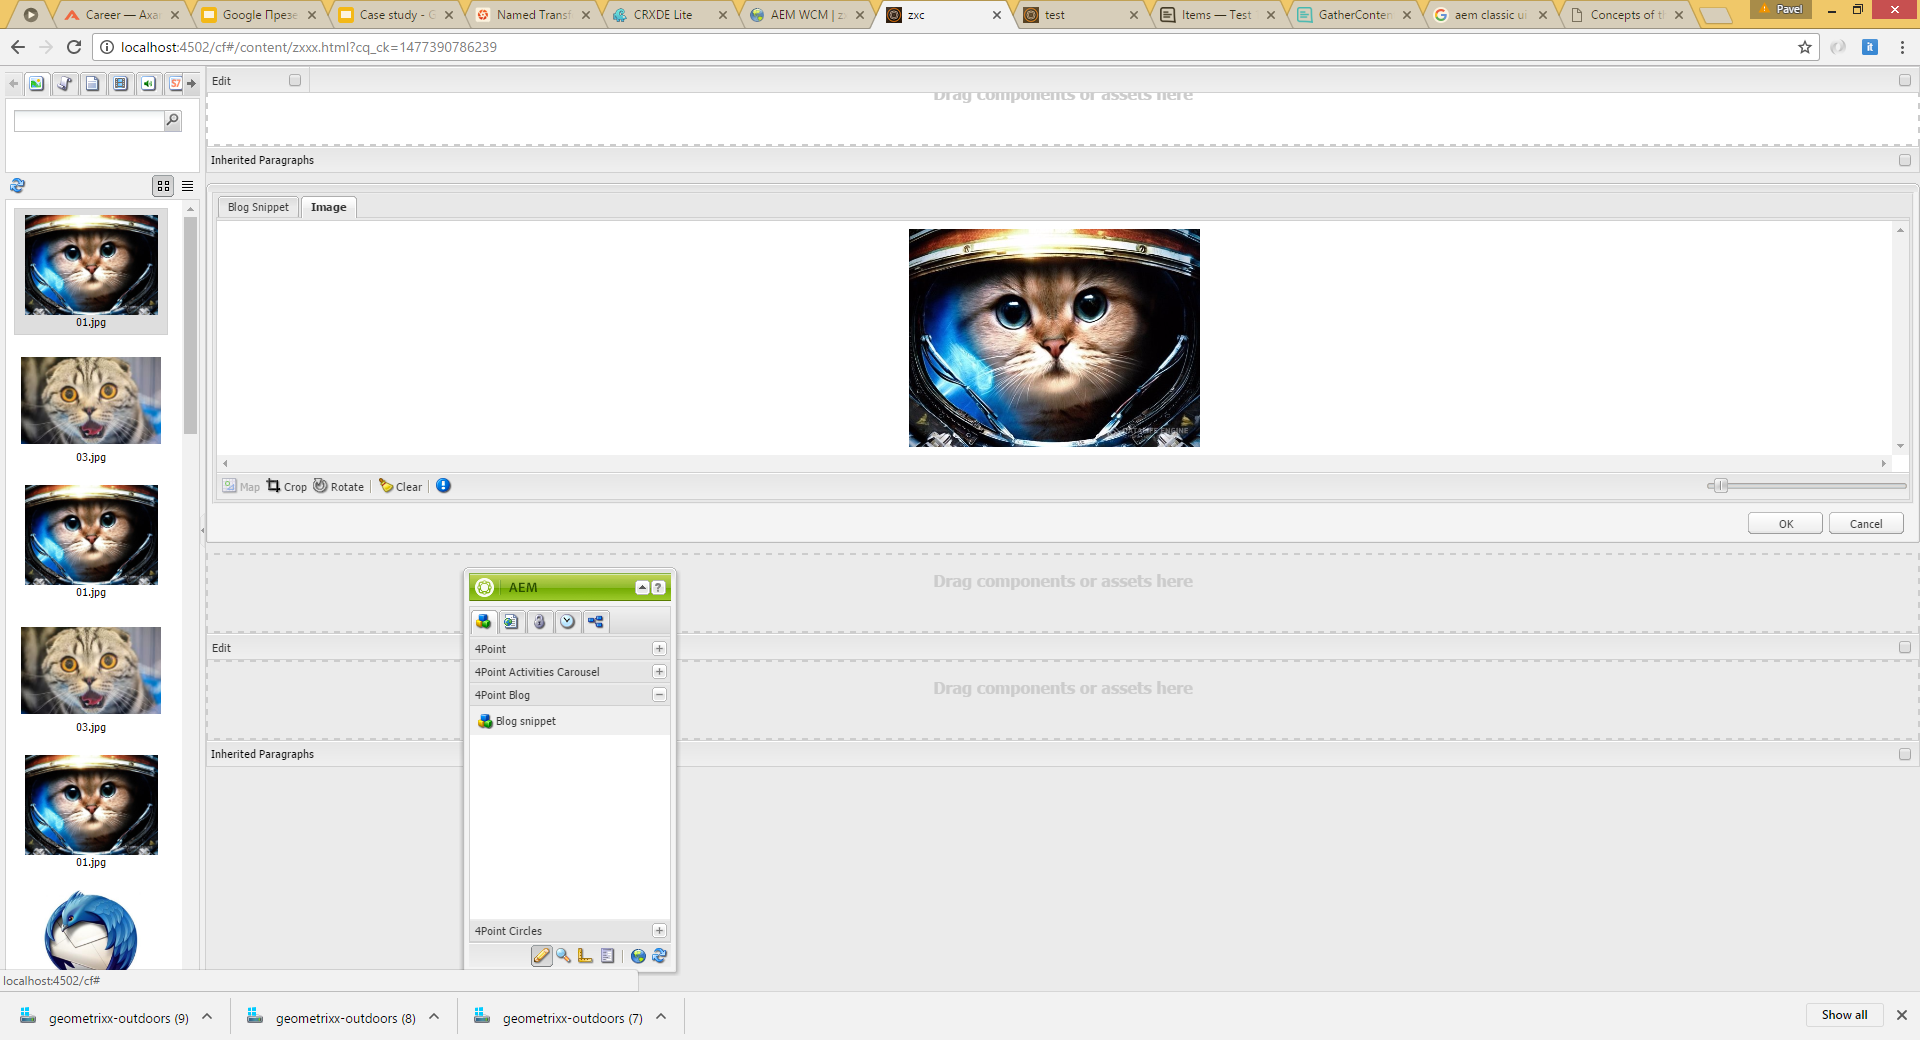 Career — Axa
Google Презе
Case study - G
Named Transf
CRXDE Lite
AEM WCM | z
zxc
test
Items — Test
GatherConten
aem classic ui
Concepts of t
Pavel
localhost:4502/cf#/content/zxxx.html?cq_ck=1477390786239
Edit
Drag components or assets here
Inherited Paragraphs
Blog Snippet
Image
01.jpg
03.jpg
01.jpg
03.jpg
01.jpg
Map
Crop
Rotate
Clear
OK
Cancel
Drag components or assets here
AEM
4Point
4Point Activities Carousel
4Point Blog
Blog snippet
4Point Circles
Edit
Drag components or assets here
Inherited Paragraphs
localhost:4502/cf#
geometrixx-outdoors (9)
geometrixx-outdoors (8)
geometrixx-outdoors (7)
Show all